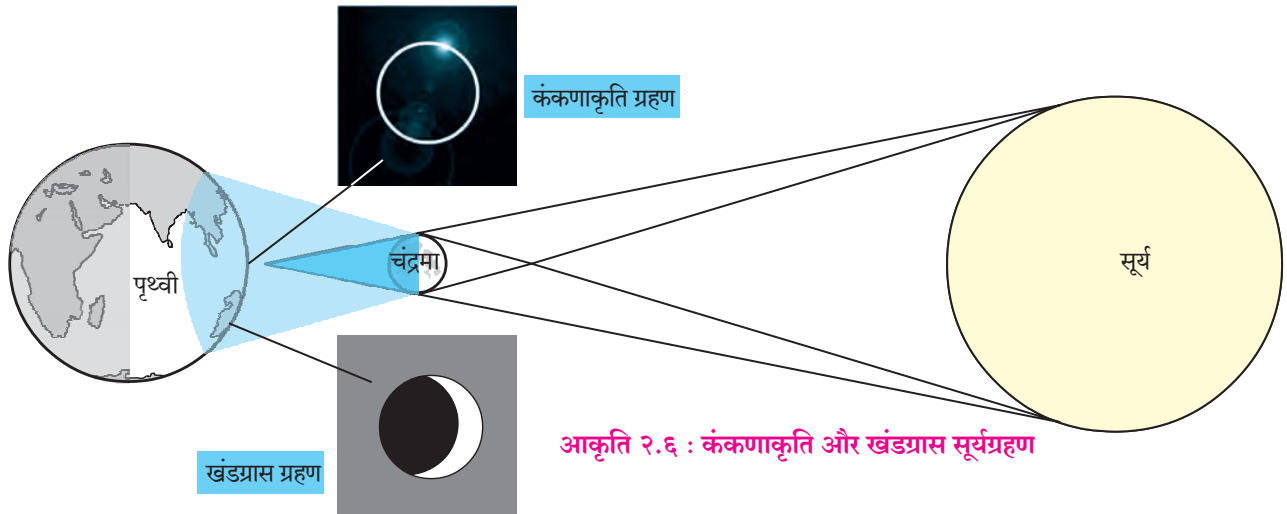 कंकणाकृति ग्रहण
पृथ्वी
चंद्रमा
सूर्य
खंडग्रास ग्रहण
आकृति २.६ : कंकणाकृति और खंडग्रास सूर्यग्रहण